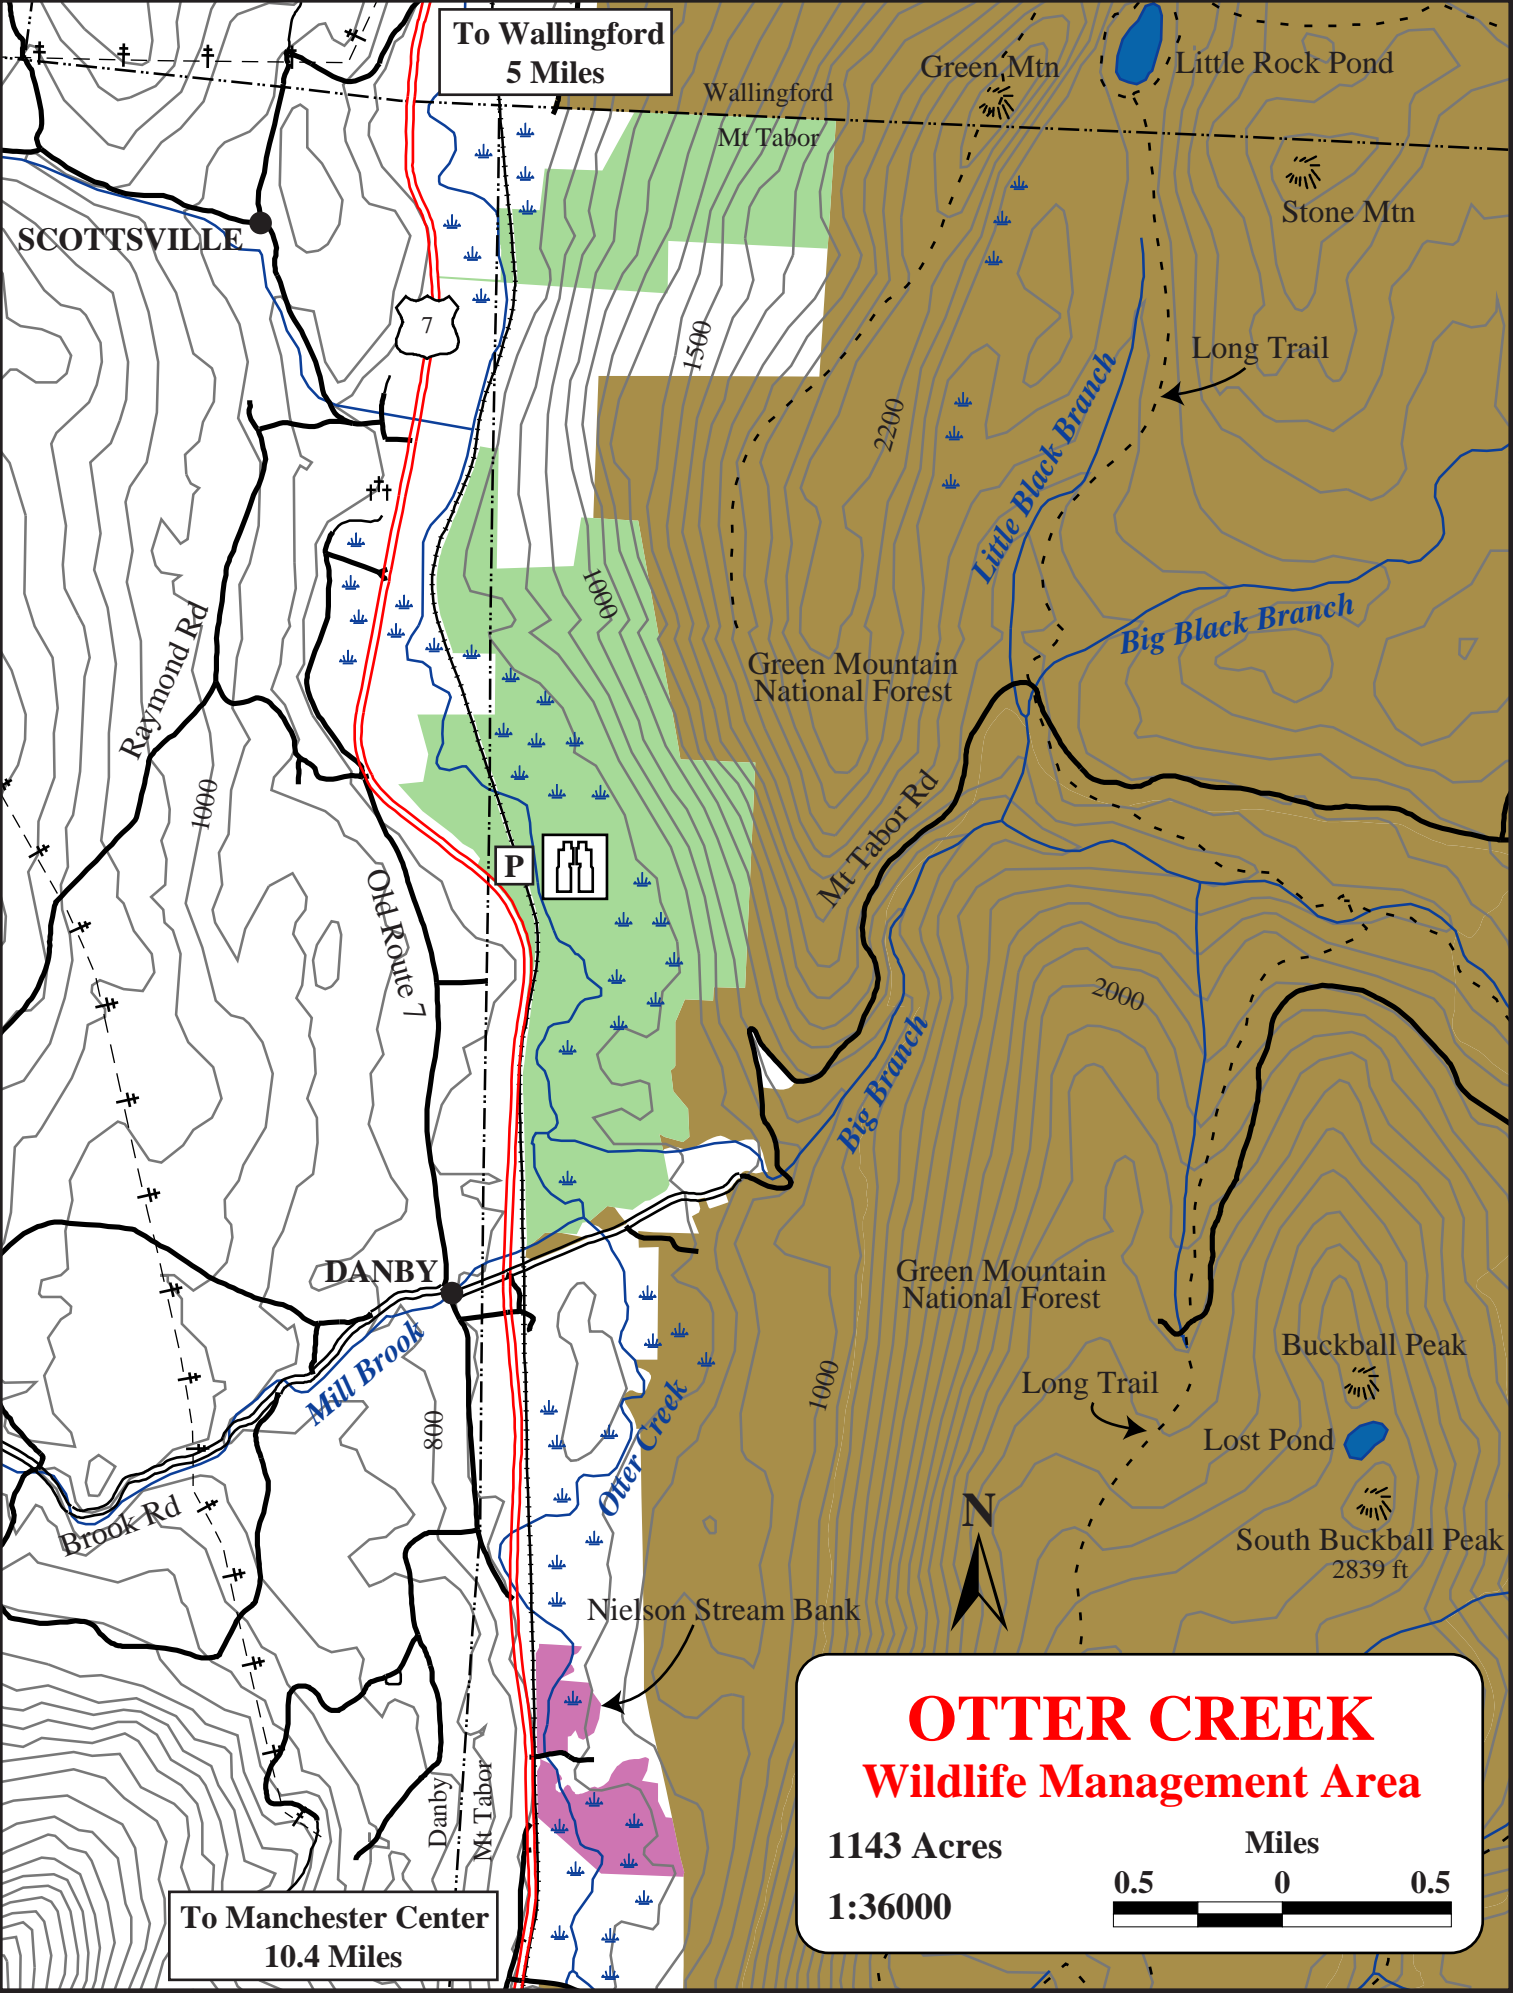 To Wallingford
5 Miles
Green Mtn
Little Rock Pond
Wallingford
Mt Tabor
Stone Mtn
SCOTTSVILLE
7
1500
Long Trail
2200
Little Black Branch
1000
Big Black Branch
Raymond Rd
Green Mountain
National Forest
1000
Mt Tabor Rd
P
Old Route 7
2000
Big Branch
DANBY
Green Mountain
National Forest
Mill Brook
Buckball Peak
1000
Long Trail
Otter Creek
800
Lost Pond
Brook Rd
N
South Buckball Peak
2839 ft
Nielson Stream Bank
Danby
Mt Tabor
OTTER CREEK
Wildlife Management Area
1143 Acres
Miles
0.5 0 0.5
1:36000
To Manchester Center
10.4 Miles